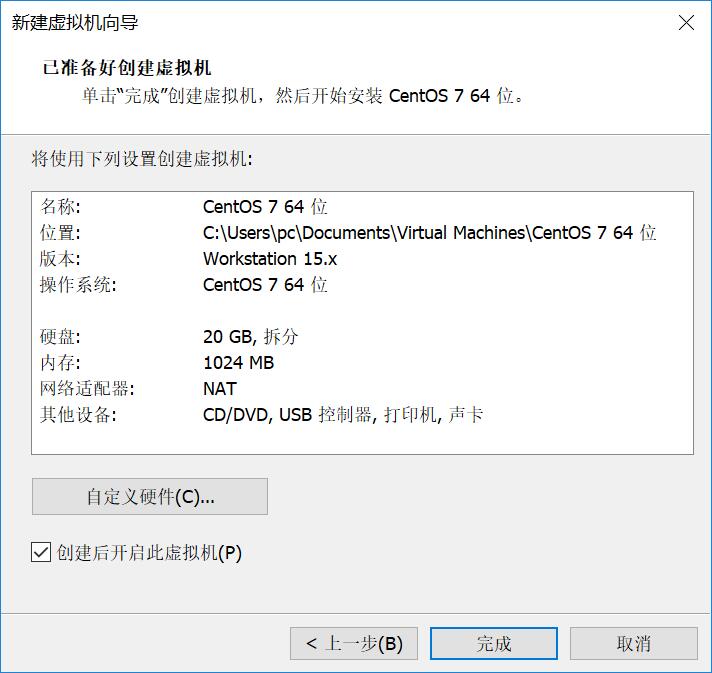 新建虚拟机向导
已准备好创建虚拟机
单击“完成”创建虚拟机，然后开始安装 CentOS 7 64 位。
将使用下列设置创建虚拟机:
名称: CentOS 7 64 位
位置: C:\Users\pc\Documents\Virtual Machines\CentOS 7 64 位
版本: Workstation 15.x
操作系统: CentOS 7 64 位
硬盘: 20 GB, 拆分
内存: 1024 MB
网络适配器: NAT
其他设备: CD/DVD, USB 控制器, 打印机, 声卡
自定义硬件(C)...
创建后开启此虚拟机(P)
< 上一步(B) 完成 取消